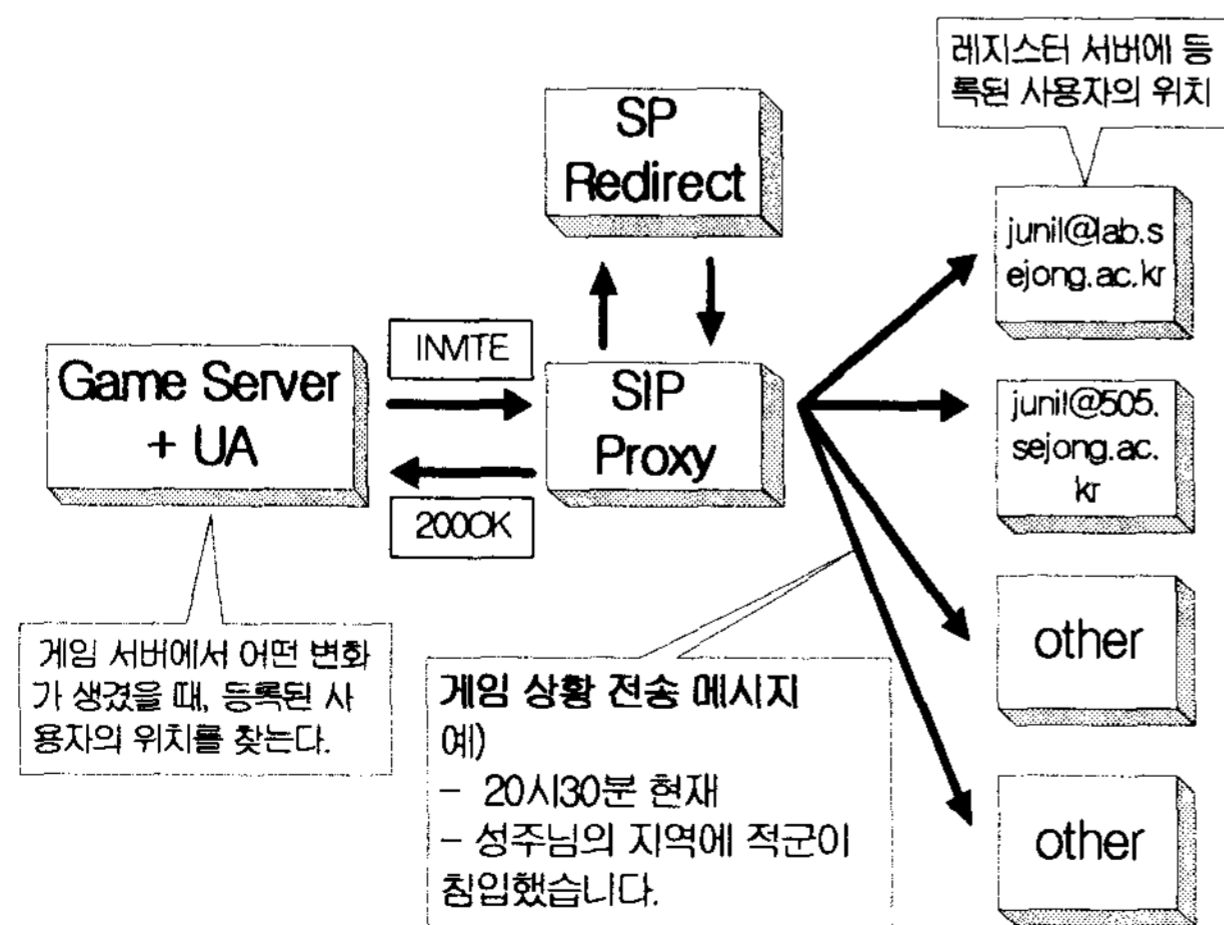 레지스터 서버에 등
록된 사용자의 위치
SP
Redirect
junil@lab.s
ejong.ac.kr
INVITE
Game Server
+ UA
SIP
Proxy
junil@505.
sejong.ac.
kr
200OK
게임 서버에서 어떤 변화
가 생겼을 때, 등록된 사
용자의 위치를 찾는다.
게임 상황 전송 메시지
예)
- 20시30분 현재
- 성주님의 지역에 적군이
침입했습니다.
other
other